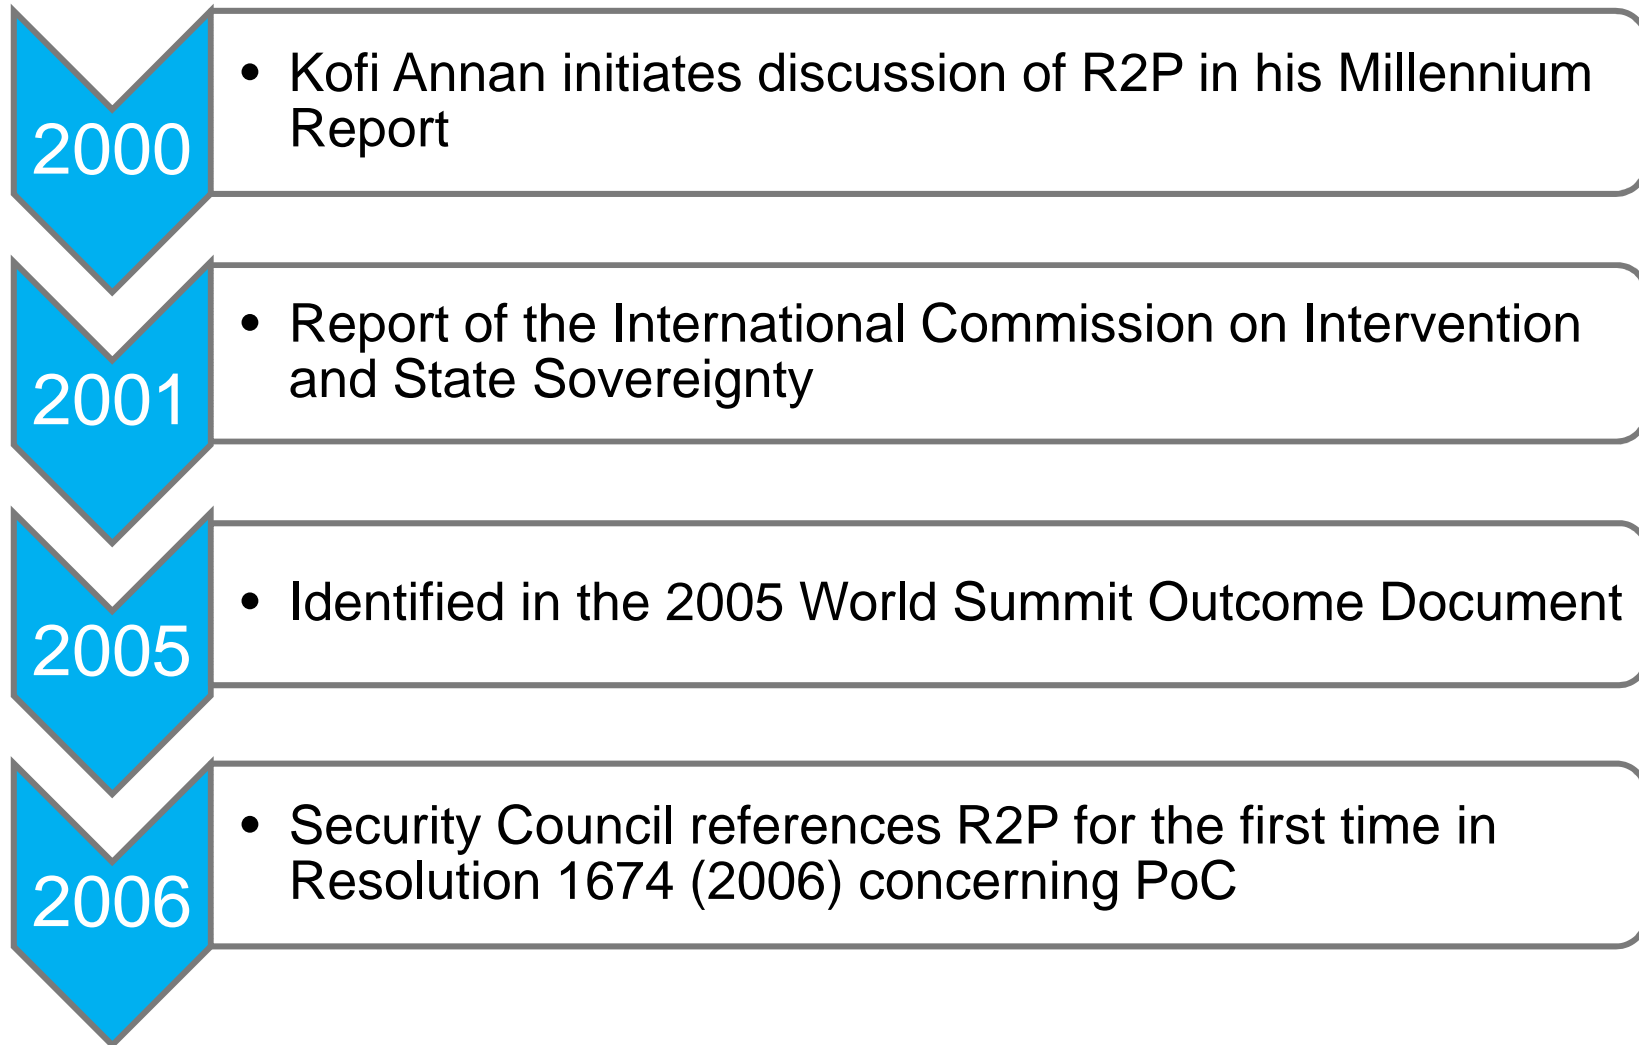 2000
• Kofi Annan initiates discussion of R2P in his Millennium
Report
2001
• Report of the International Commission on Intervention
and State Sovereignty
2005
• Identified in the 2005 World Summit Outcome Document
2006
• Security Council references R2P for the first time in
Resolution 1674 (2006) concerning PoC